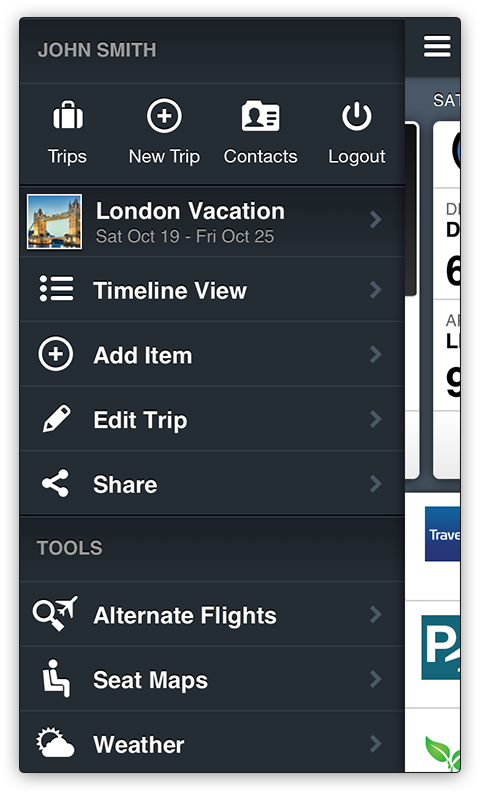 JOHN SMITH
Trips
New Trip
Contacts
Logout
London Vacation
Sat Oct 19 - Fri Oct 25
Timeline View
Add Item
Edit Trip
Share
TOOLS
Alternate Flights
Seat Maps
Weather
SAT
6
9
Trave